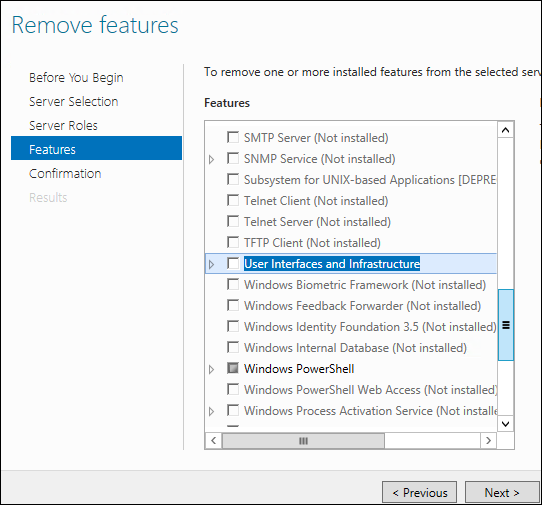 Remove features
Before You Begin
Server Selection
Server Roles
Features
Confirmation
Results
To remove one or more installed features from the selected serv
Features
SMTP Server (Not installed)
SNMP Service (Not installed)
Subsystem for UNIX-based Applications [DEPRE
Telnet Client (Not installed)
Telnet Server (Not installed)
TFTP Client (Not installed)
User Interfaces and Infrastructure
Windows Biometric Framework (Not installed)
Windows Feedback Forwarder (Not installed)
Windows Identity Foundation 3.5 (Not installed)
Windows Internal Database (Not installed)
Windows PowerShell
Windows PowerShell Web Access (Not installed)
Windows Process Activation Service (Not installe
< Previous
Next >